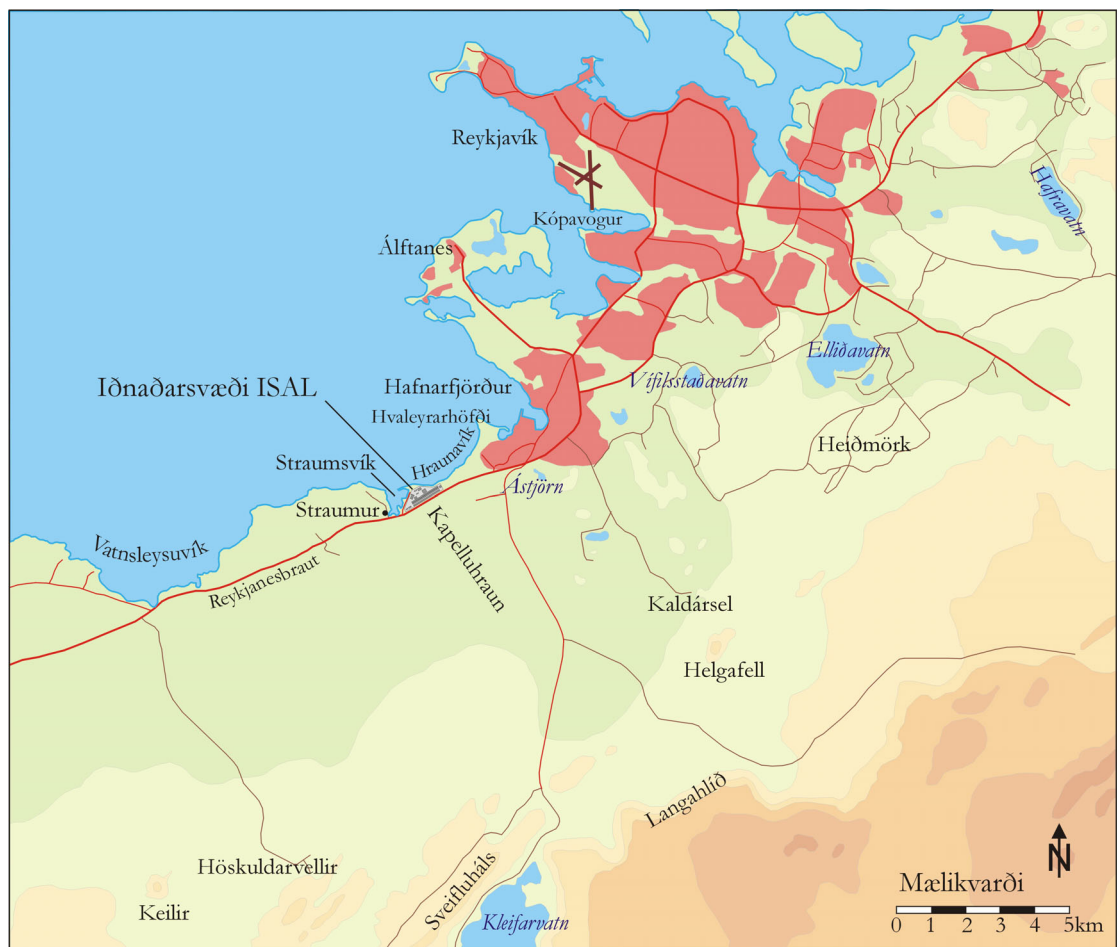 Reykjavík
Hafravatn
Kópavogur
Álftanes
Elliðavatn
Vífilsstaðavatn
Iðnaðarsvæði ISAL
Hafnarfjörður
Hvaleyrarhöfði
Heiðmörk
Hraunavík
Straumsvík
Ástjörn
Straumur
Vatnsleysuvík
Kapelluhraun
Reykjanesbraut
Kaldársel
Helgafell
Langahlíð
N
Höskuldarvellir
Sveifluháls
Mælikvarði
Keilir
Kleifarvatn
0 1 2 3 4 5km